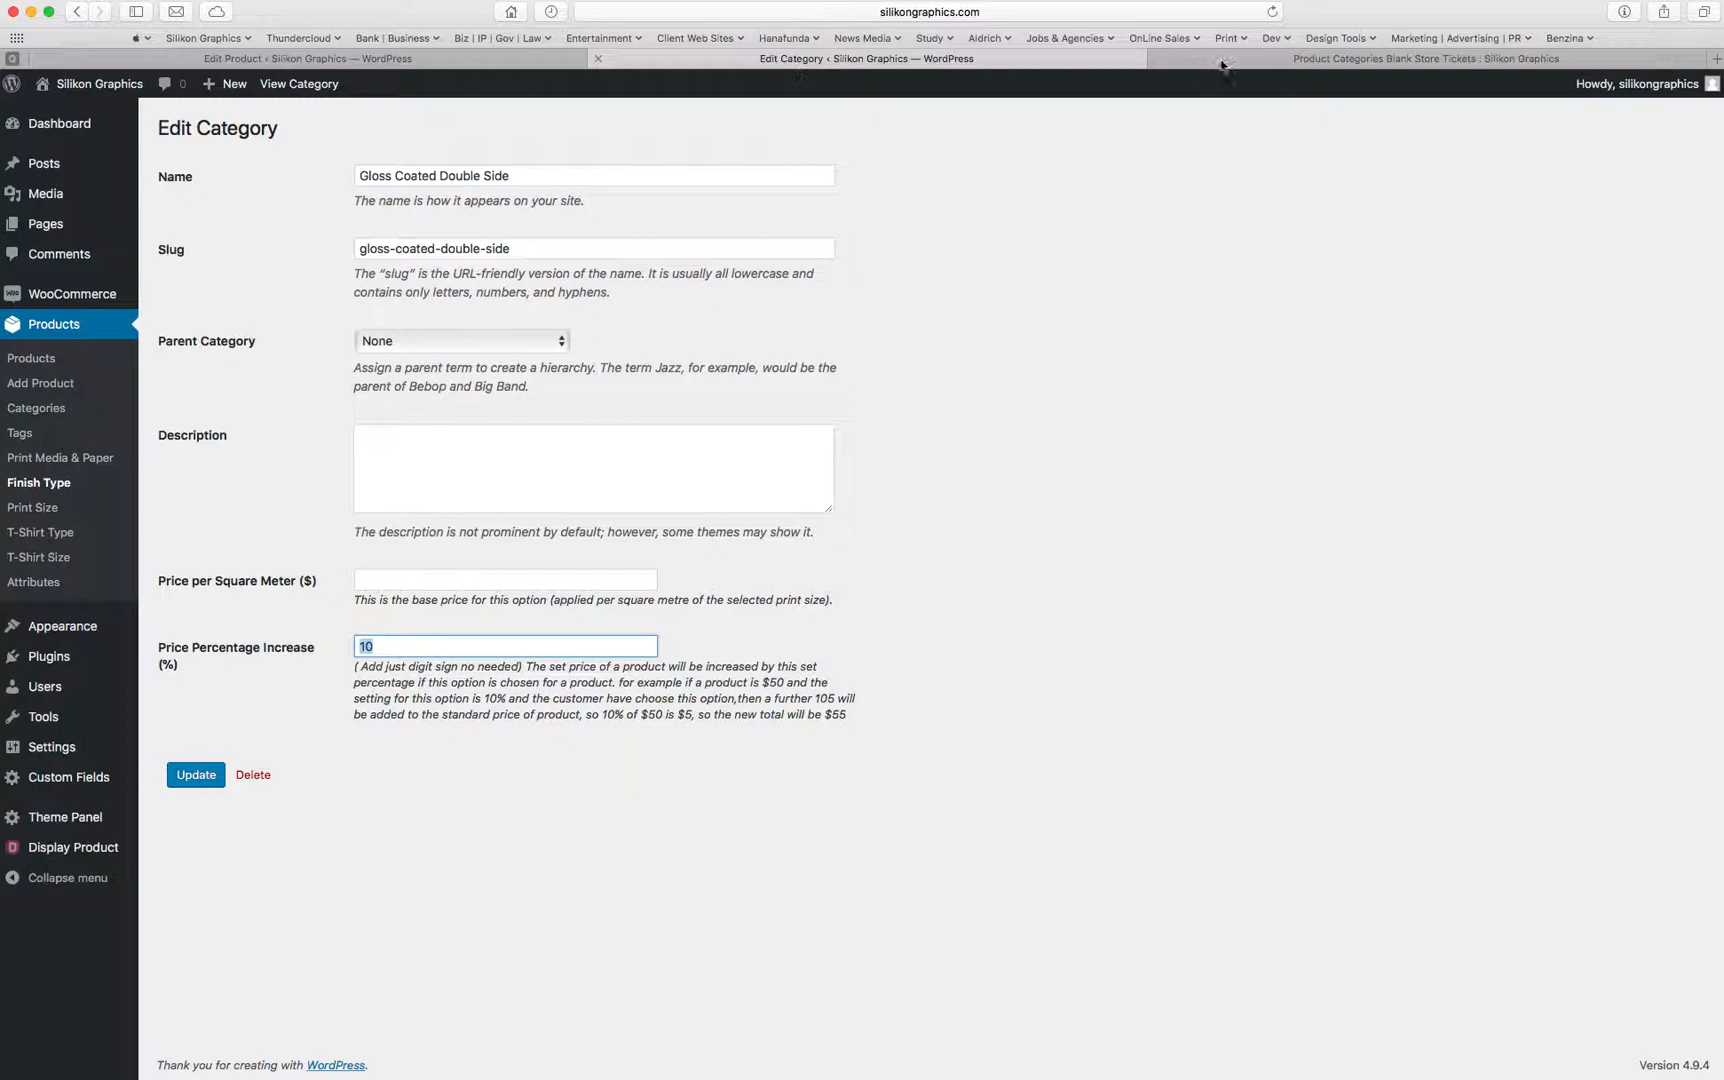 silikongraphics.com
Silikon Graphics Thundercloud Bank | Business Biz | IP | Gov | Law Entertainment Client Web Sites Hanafunda News Media Study Aldrich Jobs & Agencies OnLine Sales Print Dev Design Tools Marketing | Advertising | PR Benzina
Edit Product ‹ Silikon Graphics — WordPress
Edit Category ‹ Silikon Graphics — WordPress
Product Categories Blank Store Tickets : Silikon Graphics
Silikon Graphics 0 New View Category
Howdy, silikongraphics
Dashboard
Posts
Media
Pages
Comments
WooCommerce
Products
Products
Add Product
Categories
Tags
Print Media & Paper
Finish Type
Print Size
T-Shirt Type
T-Shirt Size
Attributes
Appearance
Plugins
Users
Tools
Settings
Custom Fields
Theme Panel
Display Product
Collapse menu
Edit Category
Name
Gloss Coated Double Side
The name is how it appears on your site.
Slug
gloss-coated-double-side
The “slug” is the URL-friendly version of the name. It is usually all lowercase and
contains only letters, numbers, and hyphens.
Parent Category
None
Assign a parent term to create a hierarchy. The term Jazz, for example, would be the
parent of Bebop and Big Band.
Description
The description is not prominent by default; however, some themes may show it.
Price per Square Meter ($)
This is the base price for this option (applied per square metre of the selected print size).
Price Percentage Increase
(%)
10
( Add just digit sign no needed) The set price of a product will be increased by this set
percentage if this option is chosen for a product. for example if a product is $50 and the
setting for this option is 10% and the customer have choose this option,then a further 105 will
be added to the standard price of product, so 10% of $50 is $5, so the new total will be $55
Update
Delete
Thank you for creating with WordPress.
Version 4.9.4